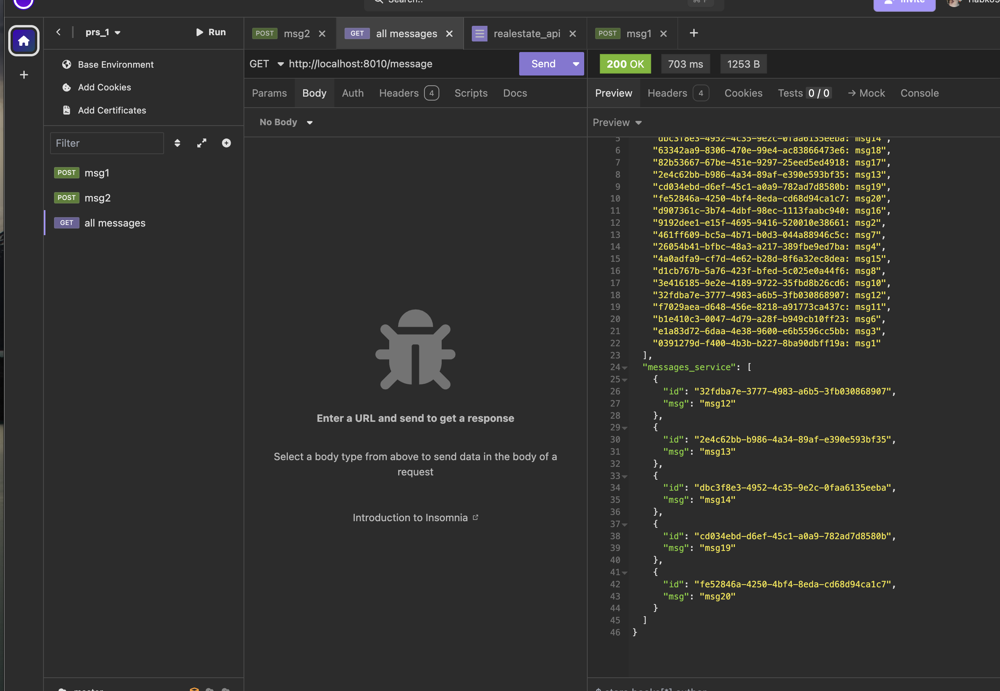 Search..
Invite
prs_1
Run
POST msg2
GET all messages
realestate_api
POST msg1
Base Environment
Add Cookies
Add Certificates
GET http://localhost:8010/message
Send
200 OK
703 ms
1253 B
Params Body Auth Headers 4 Scripts Docs
Preview Headers 4 Cookies Tests 0 / 0 → Mock Console
No Body
Preview
Filter
POST msg1
POST msg2
GET all messages
Enter a URL and send to get a response
Select a body type from above to send data in the body of a
request
Introduction to Insomnia
5 "dbc3f8e3-4952-4c35-9e2c-0faa6135eeba: msg14",
6 "63342aa9-8306-470e-99e4-ac83866473e6: msg18",
7 "82b53667-67be-451e-9297-25eed5ed4918: msg17",
8 "2e4c62bb-b986-4a34-89af-e390e593bf35: msg13",
9 "cd034ebd-d6ef-45c1-a0a9-782ad7d8580b: msg19",
10 "fe52846a-4250-4bf4-8eda-cd68d94ca1c7: msg20",
11 "d907361c-3b74-4dbf-98ec-1113faabc940: msg16",
12 "9192dee1-e15f-4695-9416-520010e38661: msg2",
13 "461ff609-bc5a-4b71-b0d3-044a88946c5c: msg7",
14 "26054b41-bfbc-48a3-a217-389fbe9ed7ba: msg4",
15 "4a0adfa9-cf7d-4e62-b28d-8f6a32ec8dea: msg15",
16 "d1cb767b-5a76-423f-bfed-5c025e0a44f6: msg8",
17 "3e416185-9e2e-4189-9722-35fbd8b26cd6: msg10",
18 "32fdba7e-3777-4983-a6b5-3fb030868907: msg12",
19 "f7029aea-d648-456e-8218-a91773ca437c: msg11",
20 "b1e410c3-0047-4d79-a28f-b949cb10ff23: msg6",
21 "e1a83d72-6daa-4e38-9600-e6b5596cc5bb: msg3",
22 "0391279d-f400-4b3b-b227-8ba90dbff19a: msg1"
23 ],
24 "messages_service": [
25 {
26 "id": "32fdba7e-3777-4983-a6b5-3fb030868907",
27 "msg": "msg12"
28 },
29 {
30 "id": "2e4c62bb-b986-4a34-89af-e390e593bf35",
31 "msg": "msg13"
32 },
33 {
34 "id": "dbc3f8e3-4952-4c35-9e2c-0faa6135eeba",
35 "msg": "msg14"
36 },
37 {
38 "id": "cd034ebd-d6ef-45c1-a0a9-782ad7d8580b",
39 "msg": "msg19"
40 },
41 {
42 "id": "fe52846a-4250-4bf4-8eda-cd68d94ca1c7",
43 "msg": "msg20"
44 }
45 ]
46 }
master
$.store.books[*].author